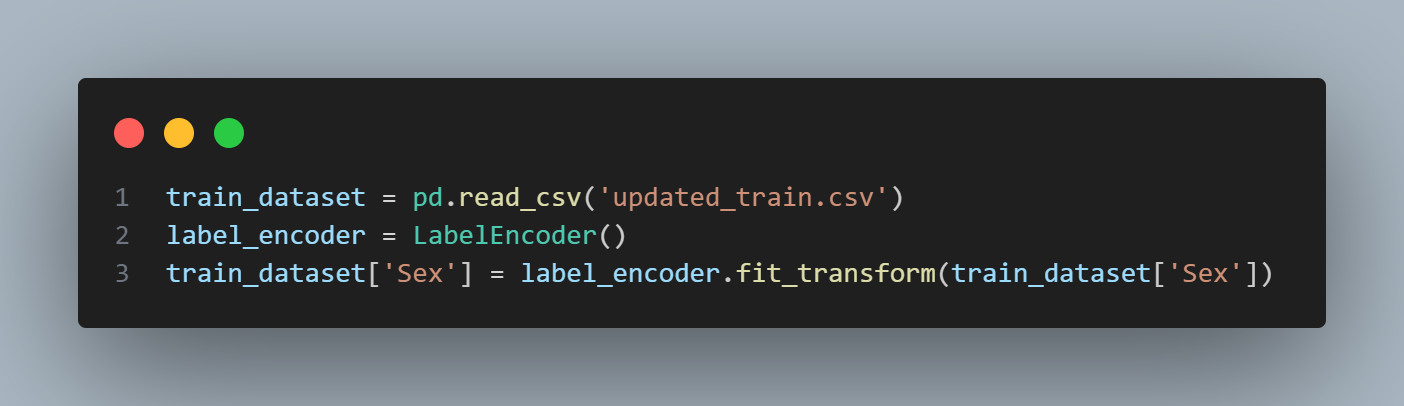 1 train_dataset = pd.read_csv('updated_train.csv')
2 label_encoder = LabelEncoder()
3 train_dataset['Sex'] = label_encoder.fit_transform(train_dataset['Sex'])